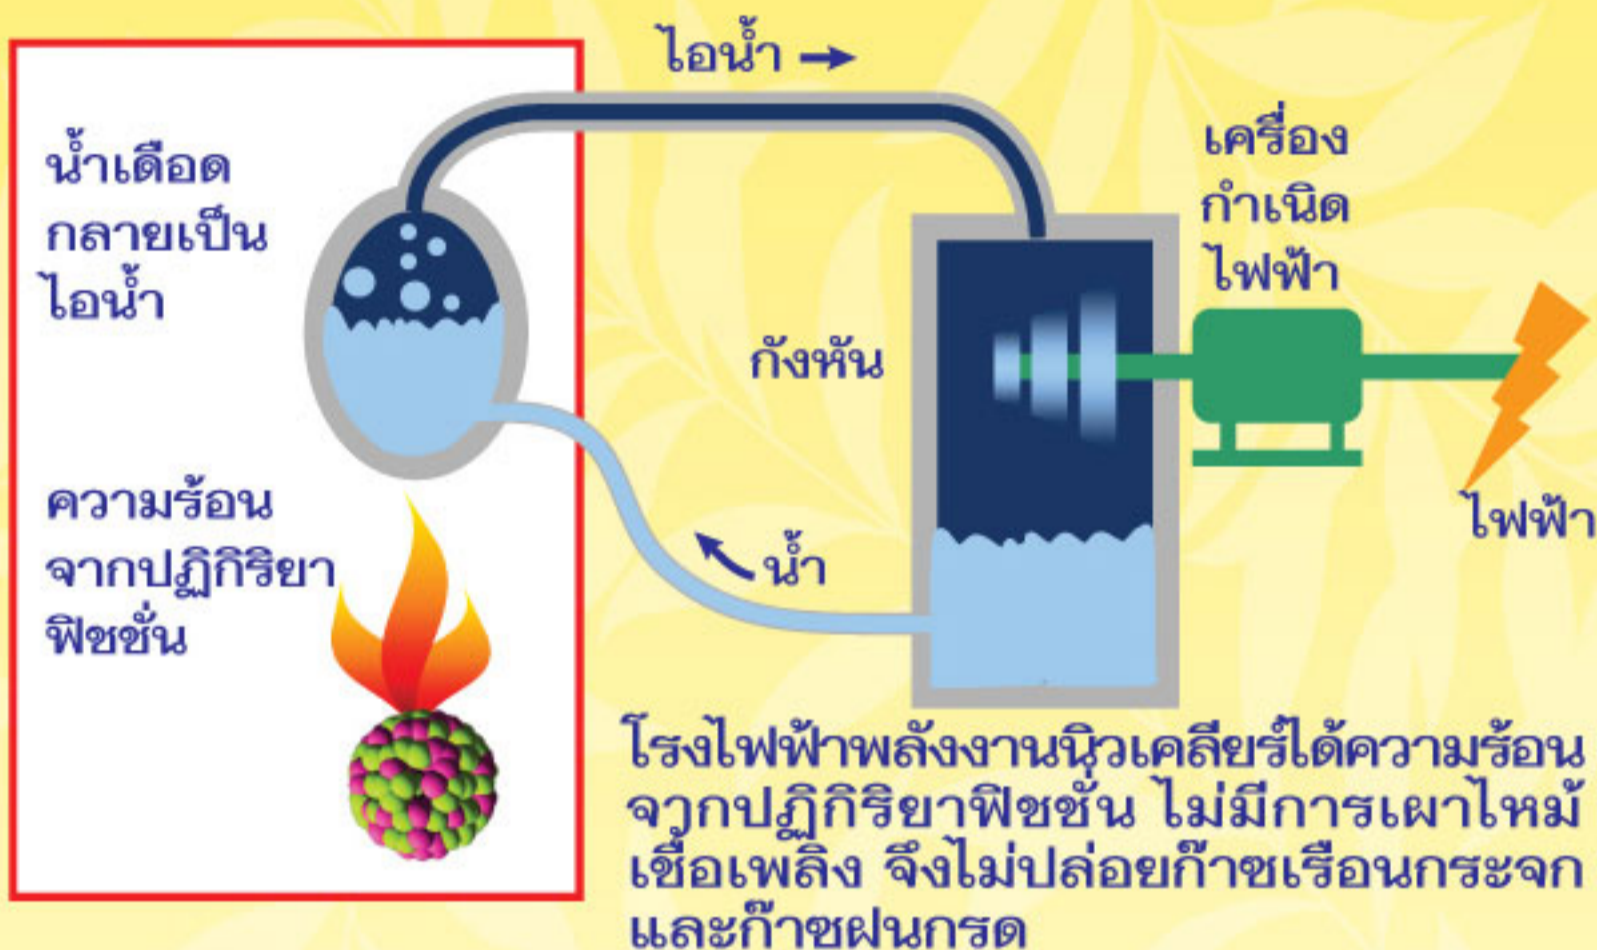 ไอน้ำ
น้ำเดือด
กลายเป็น
ไอน้ำ
เครื่อง
กำเนิด
ไฟฟ้า
กังหัน
ความร้อน
จากปฏิกิริยา
ฟิชชั่น
ไฟฟ้า
น้ำ
โรงไฟฟ้าพลังงานนิวเคลียร์ได้ความร้อน
จากปฏิกิริยาฟิชชั่น ไม่มีการเผาไหม้
เชื้อเพลิง จึงไม่ปล่อยก๊าซเรือนกระจก
และก๊าซฝนกรด